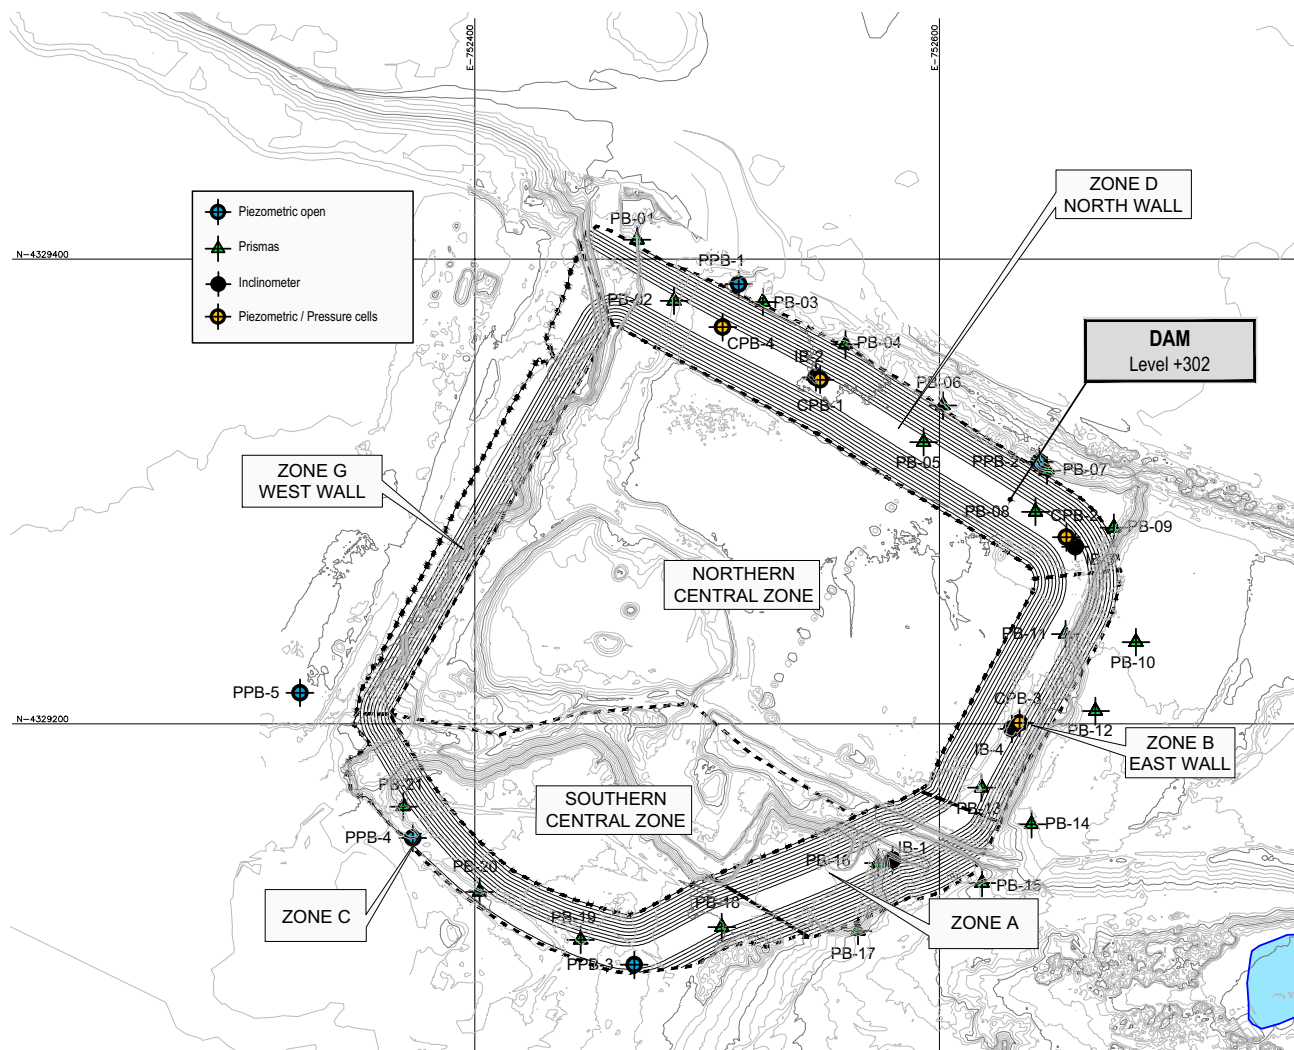 E-752400
E-752600
ZONE D
NORTH WALL
Piezometric open
PB-01
Prismas
N-4329400
PPB-1
Inclinometer
PB-02
PB-03
Piezometric / Pressure cells
CPB-4
PB-04
DAM
Level +302
IB-2
CPB-1
PB-06
ZONE G
WEST WALL
PB-05
PPB-2
PB-07
PB-08
CPB-2
PB-09
NORTHERN
CENTRAL ZONE
PB-11
PB-10
PPB-5
CPB-3
N-4329200
PB-12
IB-4
ZONE B
EAST WALL
PB-21
SOUTHERN
CENTRAL ZONE
PB-13
PB-14
PPB-4
IB-1
PB-16
PB-20
PB-15
ZONE C
PB-19
PB-18
ZONE A
PB-17
PPB-3